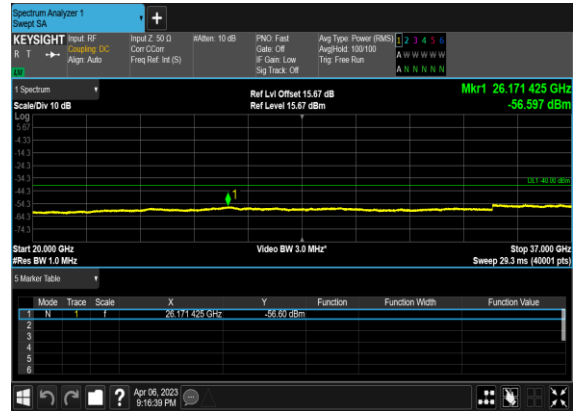 Spectrum Analyzer 1
Swept SA
+
KEYSIGHT Input: RF Input Z: 50 Ω #Atten: 10 dB PNO: Fast Avg Type: Power (RMS) 1 2 3 4 5 6
R T Coupling: DC Corr CCorr Gate: Off Avg|Hold: 100/100 A W W W W W
Align: Auto Freq Ref: Int (S) IF Gain: Low Trig: Free Run
LV Sig Track: Off A N N N N N
1 Spectrum Ref Lvl Offset 15.67 dB Mkr1 26.171 425 GHz
Scale/Div 10 dB Ref Level 15.67 dBm -56.597 dBm
Log
5.67
-4.33
-14.3
-24.3
-34.3
DL1 -40.00 dBm
-44.3
1
-54.3
-64.3
-74.3
Start 20.000 GHz Video BW 3.0 MHz* Stop 37.000 GHz
#Res BW 1.0 MHz Sweep 29.3 ms (40001 pts)
5 Marker Table
Mode Trace Scale X Y Function Function Width Function Value
1 N 1 f 26.171 425 GHz -56.60 dBm
2
3
4
5
6
? Apr 06, 2023
9:16:39 PM